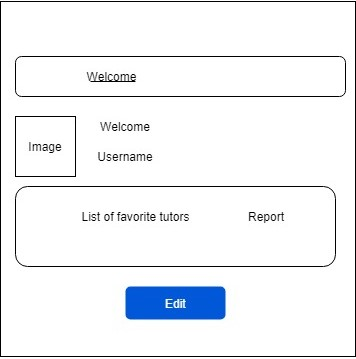 Welcome
Welcome
Image
Username
List of favorite tutors Report
Edit